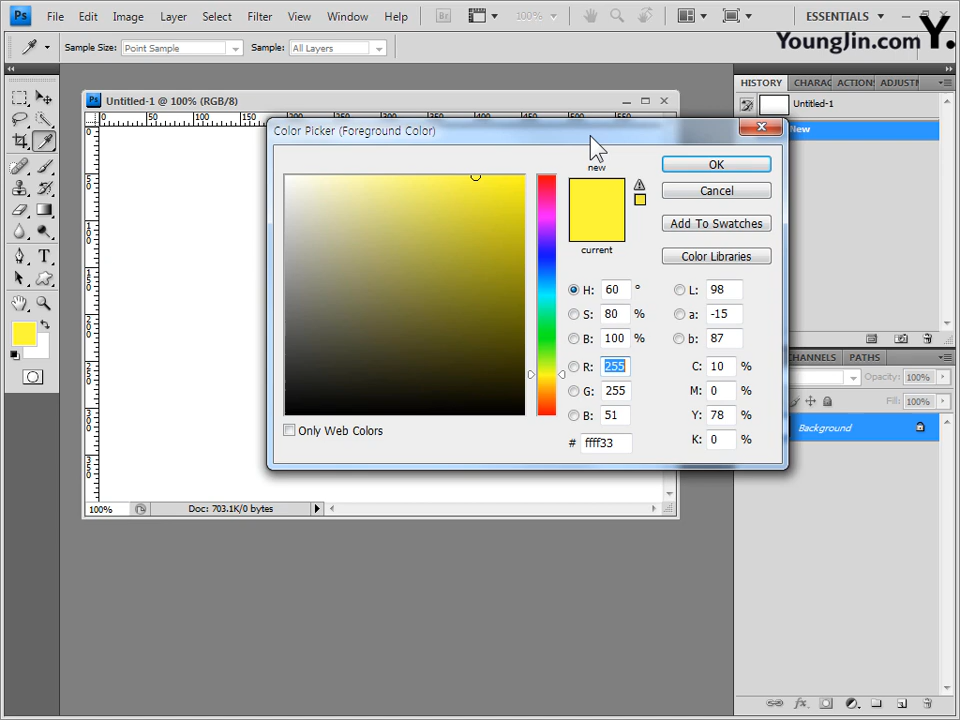 Ps File Edit Image Layer Select Filter View Window Help Br 100% ESSENTIALS
YoungJin.com Y.
Sample Size: Point Sample Sample: All Layers
HISTORY CHARAC ACTION ADJUSTM
Ps Untitled-1 @ 100% (RGB/8)
Untitled-1
New
Color Picker (Foreground Color)
new
current
OK
Cancel
Add To Swatches
Color Libraries
H: 60 ° L: 98
S: 80 % a: -15
B: 100 % b: 87
R: 255 C: 10 %
G: 255 M: 0 %
B: 51 Y: 78 %
# ffff33 K: 0 %
Only Web Colors
CHANNELS PATHS
Opacity: 100%
Fill: 100%
Background
100% Doc: 703.1K/0 bytes